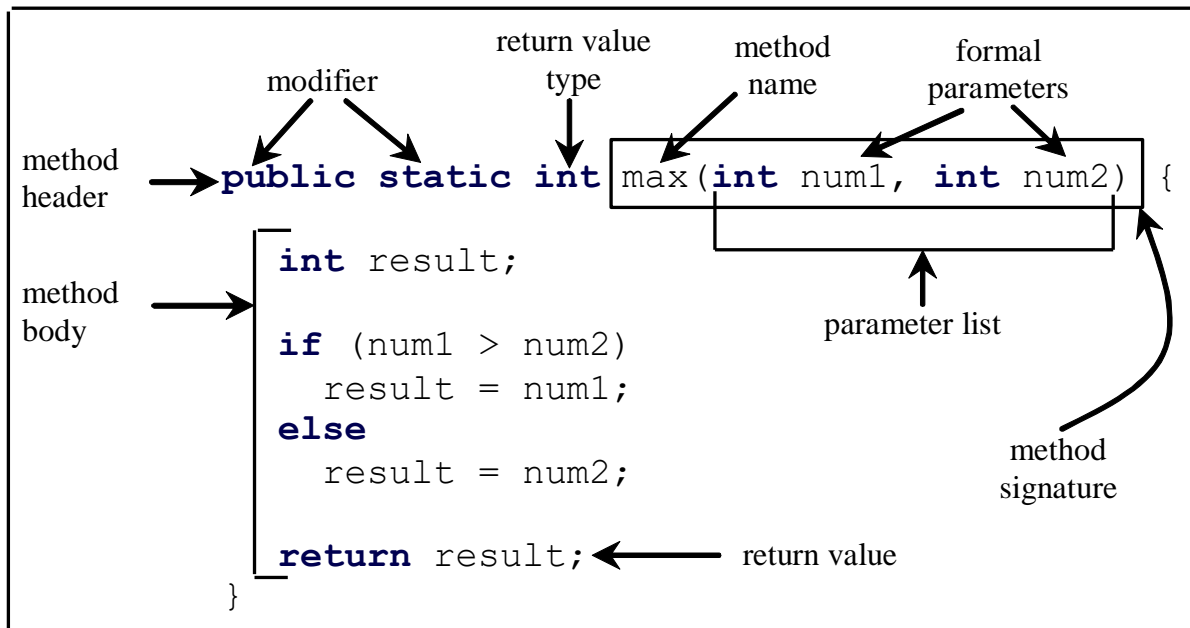 return value
type
method
name
formal
parameters
modifier
method
header
public static int max(int num1, int num2) {
int result;
method
body
parameter list
if (num1 > num2)
result = num1;
else
result = num2;
method
signature
return result;
return value
}